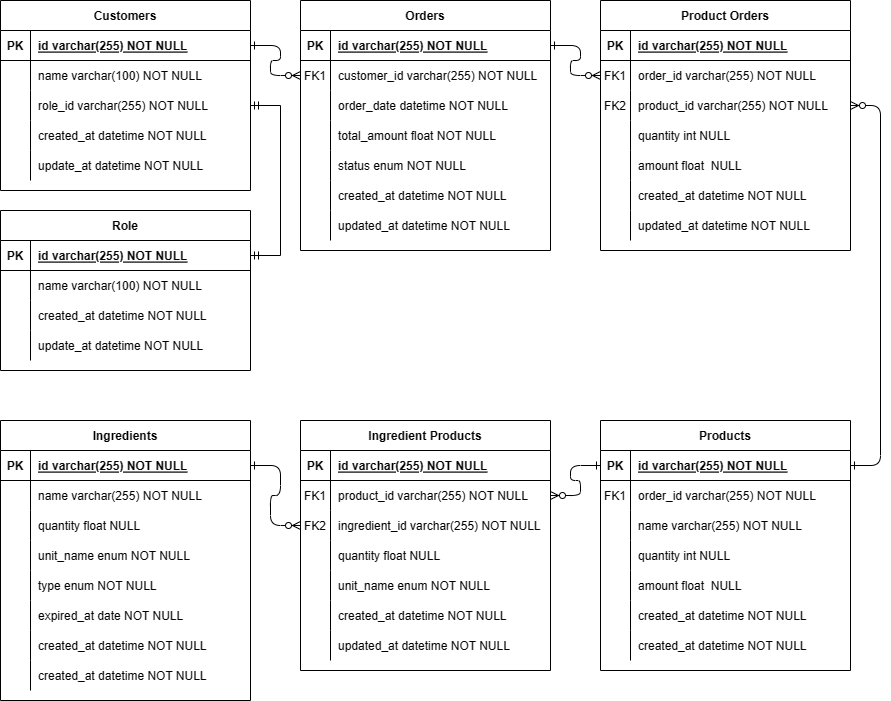 Customers
PK id varchar(255) NOT NULL
name varchar(100) NOT NULL
role_id varchar(255) NOT NULL
created_at datetime NOT NULL
update_at datetime NOT NULL
Orders
PK id varchar(255) NOT NULL
FK1 customer_id varchar(255) NOT NULL
order_date datetime NOT NULL
total_amount float NOT NULL
status enum NOT NULL
created_at datetime NOT NULL
updated_at datetime NOT NULL
Product Orders
PK id varchar(255) NOT NULL
FK1 order_id varchar(255) NOT NULL
FK2 product_id varchar(255) NOT NULL
quantity int NULL
amount float  NULL
created_at datetime NOT NULL
updated_at datetime NOT NULL
Role
PK id varchar(255) NOT NULL
name varchar(100) NOT NULL
created_at datetime NOT NULL
update_at datetime NOT NULL
Ingredients
PK id varchar(255) NOT NULL
name varchar(255) NOT NULL
quantity float NULL
unit_name enum NOT NULL
type enum NOT NULL
expired_at date NOT NULL
created_at datetime NOT NULL
created_at datetime NOT NULL
Ingredient Products
PK id varchar(255) NOT NULL
FK1 product_id varchar(255) NOT NULL
FK2 ingredient_id varchar(255) NOT NULL
quantity float NULL
unit_name enum NOT NULL
created_at datetime NOT NULL
updated_at datetime NOT NULL
Products
PK id varchar(255) NOT NULL
FK1 order_id varchar(255) NOT NULL
name varchar(255) NOT NULL
quantity int NULL
amount float  NULL
created_at datetime NOT NULL
created_at datetime NOT NULL